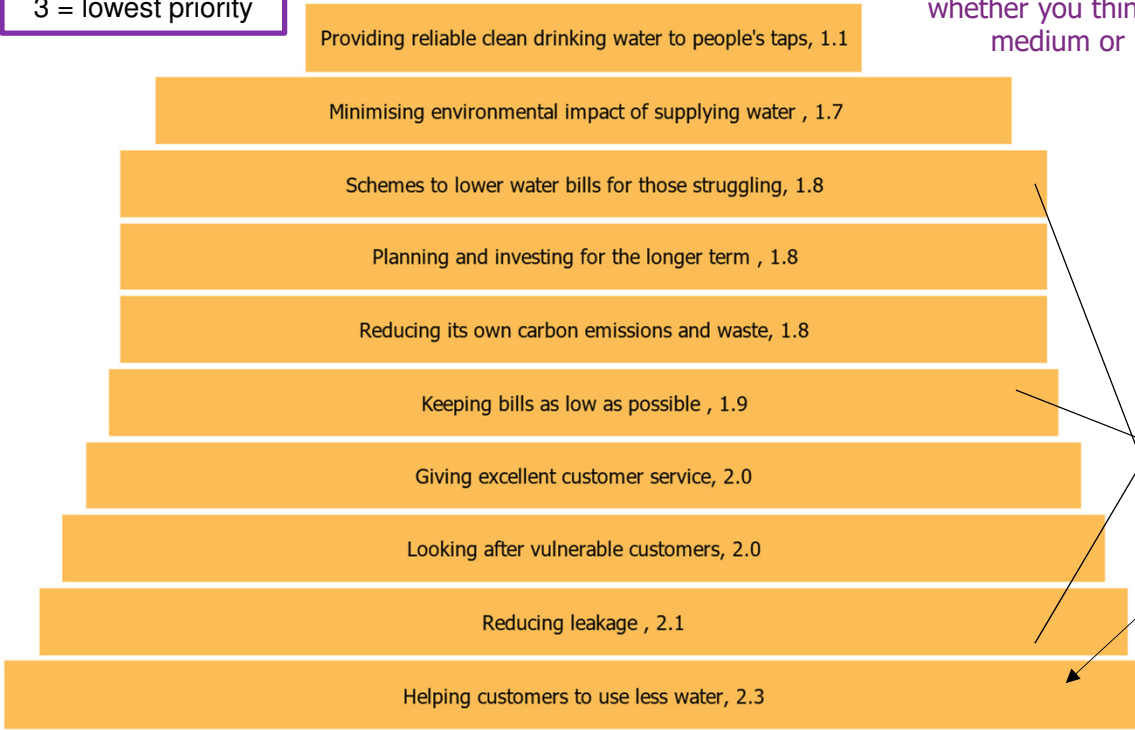 3 = lowest priority
whether you thin
medium or
Providing reliable clean drinking water to people's taps, 1.1
Minimising environmental impact of supplying water , 1.7
Schemes to lower water bills for those struggling, 1.8
Planning and investing for the longer term , 1.8
Reducing its own carbon emissions and waste, 1.8
Keeping bills as low as possible , 1.9
Giving excellent customer service, 2.0
Looking after vulnerable customers, 2.0
Reducing leakage , 2.1
Helping customers to use less water, 2.3